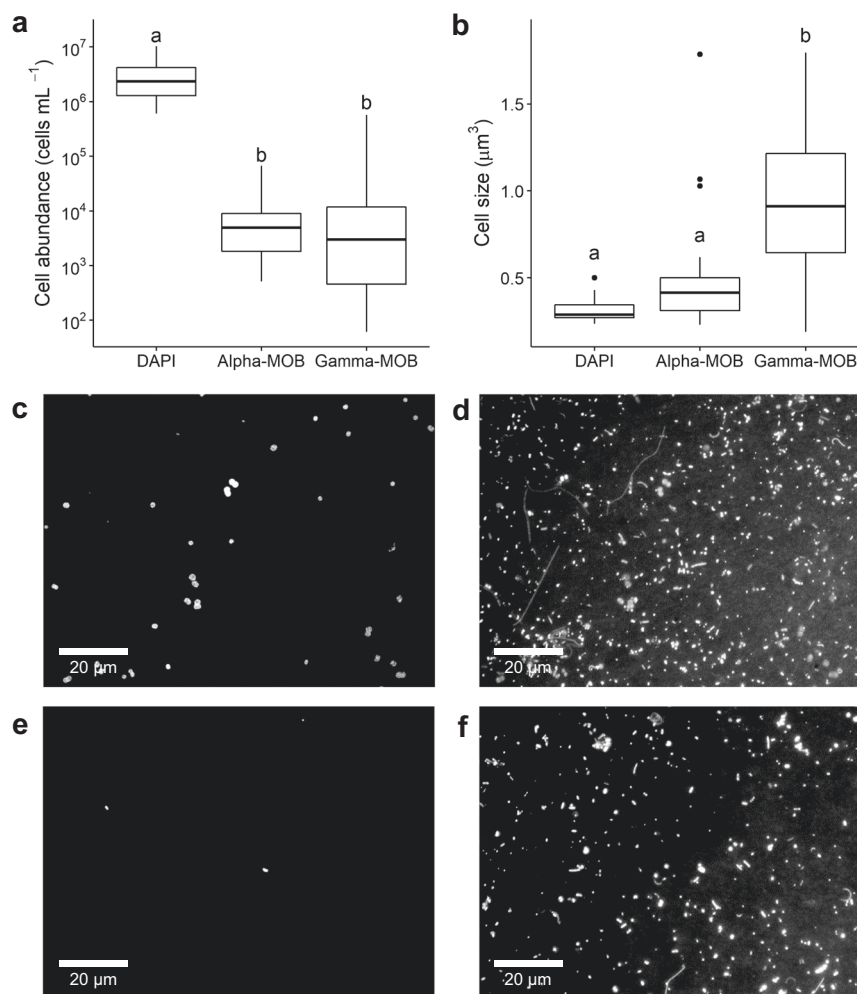 a
Cell abundance (cells mL⁻¹)
10⁷
10⁶
10⁵
10⁴
10³
10²
a
b
b
DAPI Alpha-MOB Gamma-MOB
b
Cell size (μm³)
1.5
1.0
0.5
a
a
b
DAPI Alpha-MOB Gamma-MOB
c
20 μm
d
20 μm
e
20 μm
f
20 μm